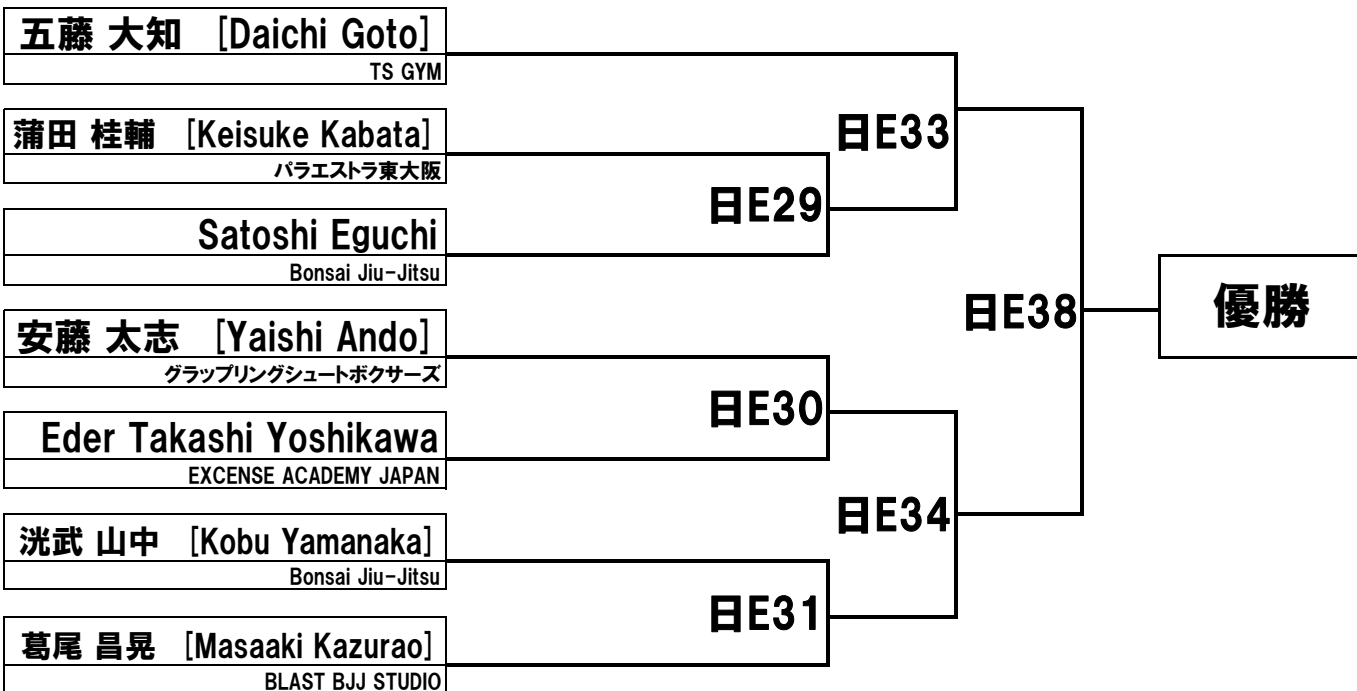 五藤 大知 [Daichi Goto]
TS GYM
蒲田 桂輔 [Keisuke Kabata]
パラエストラ東大阪
Satoshi Eguchi
Bonsai Jiu-Jitsu
安藤 太志 [Yaishi Ando]
グラップリングシュートボクサーズ
Eder Takashi Yoshikawa
EXCENSE ACADEMY JAPAN
洸武 山中 [Kobu Yamanaka]
Bonsai Jiu-Jitsu
葛尾 昌晃 [Masaaki Kazurao]
BLAST BJJ STUDIO
日E29
日E30
日E31
日E33
日E34
日E38
優勝